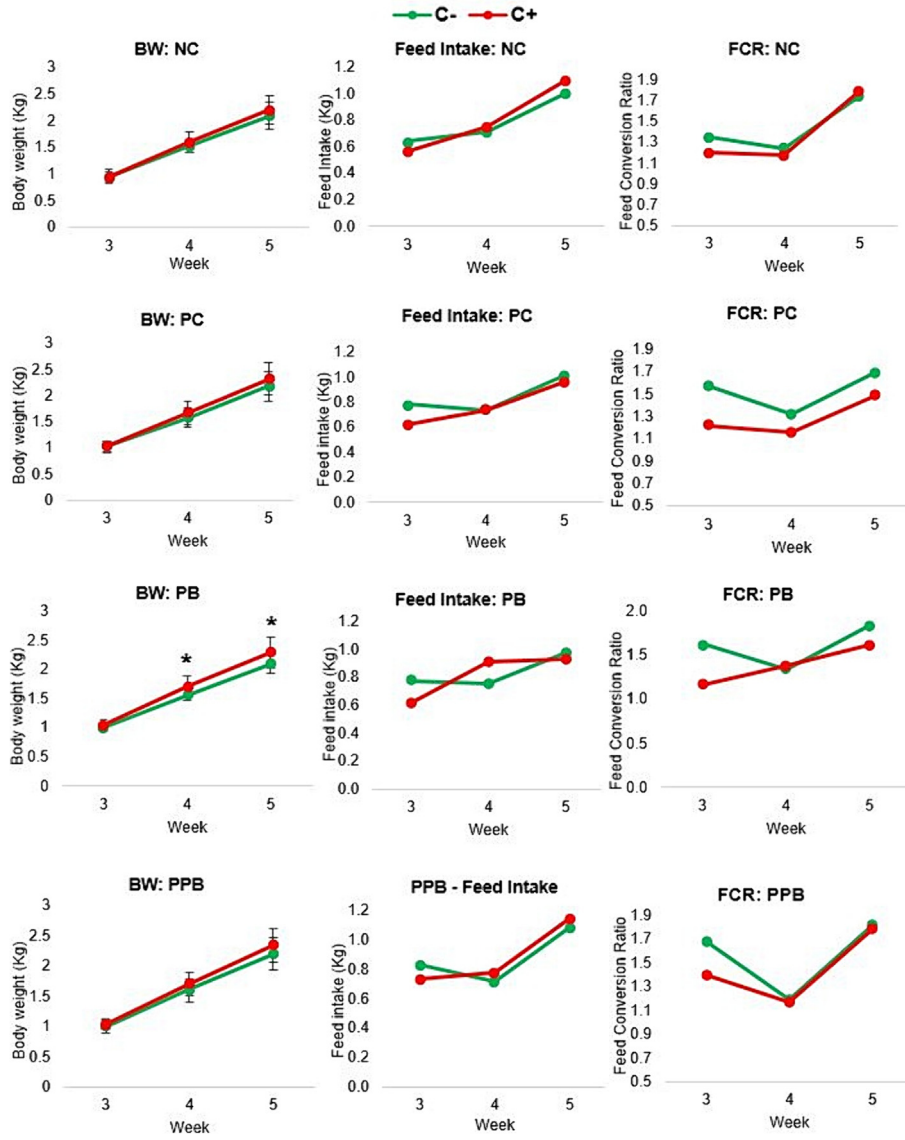 C- C+
BW: NC
3
2.5
2
1.5
1
0.5
0
Body weight (Kg)
3 4 5
Week
Feed Intake: NC
1.2
1.0
0.8
0.6
0.4
0.2
0.0
Feed Intake (Kg)
3 4 5
Week
FCR: NC
1.9
1.7
1.5
1.3
1.1
0.9
0.7
0.5
Feed Conversion Ratio
3 4 5
Week
BW: PC
3
2.5
2
1.5
1
0.5
0
Body weight (Kg)
3 4 5
Week
Feed Intake: PC
1.2
1.0
0.8
0.6
0.4
0.2
0.0
Feed intake (Kg)
3 4 5
Week
FCR: PC
1.9
1.7
1.5
1.3
1.1
0.9
0.7
0.5
Feed Conversion Ratio
3 4 5
Week
BW: PB
3
2.5
2
1.5
1
0.5
0
Body weight (Kg)
* *
3 4 5
Week
Feed Intake: PB
1.2
1.0
0.8
0.6
0.4
0.2
0.0
Feed intake (Kg)
3 4 5
Week
FCR: PB
2.0
1.5
1.0
0.5
0.0
Feed Conversion Ratio
3 4 5
Week
BW: PPB
3
2.5
2
1.5
1
0.5
0
Body weight (Kg)
3 4 5
Week
PPB - Feed Intake
1.2
1.0
0.8
0.6
0.4
0.2
0.0
Feed intake (Kg)
3 4 5
Week
FCR: PPB
1.9
1.7
1.5
1.3
1.1
0.9
0.7
0.5
Feed Conversion Ratio
3 4 5
Week